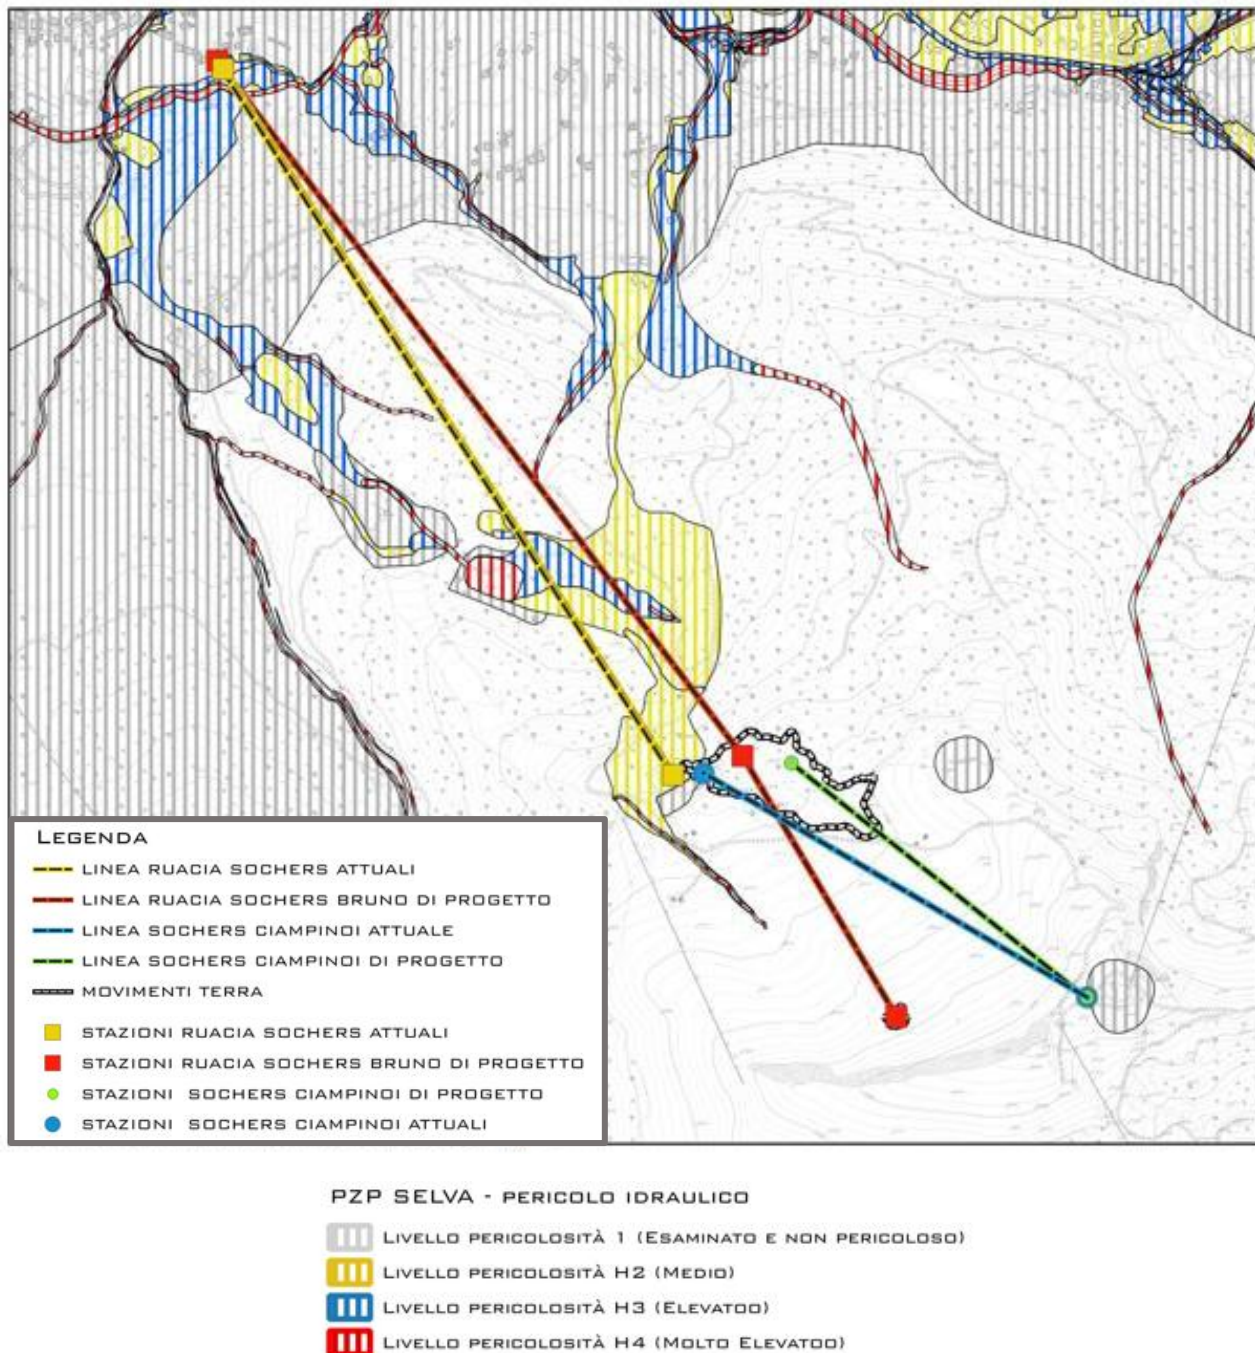 LEGENDA
LINEA RUACIA SOCHERS ATTUALI
LINEA RUACIA SOCHERS BRUNO DI PROGETTO
LINEA SOCHERS CIAMPINOI ATTUALE
LINEA SOCHERS CIAMPINOI DI PROGETTO
MOVIMENTI TERRA
STAZIONI RUACIA SOCHERS ATTUALI
STAZIONI RUACIA SOCHERS BRUNO DI PROGETTO
STAZIONI SOCHERS CIAMPINOI DI PROGETTO
STAZIONI SOCHERS CIAMPINOI ATTUALI
PZP SELVA - PERICOLO IDRAULICO
LIVELLO PERICOLOSITÀ 1 (ESAMINATO E NON PERICOLOSO)
LIVELLO PERICOLOSITÀ H2 (MEDIO)
LIVELLO PERICOLOSITÀ H3 (ELEVATOO)
LIVELLO PERICOLOSITÀ H4 (MOLTO ELEVATOO)